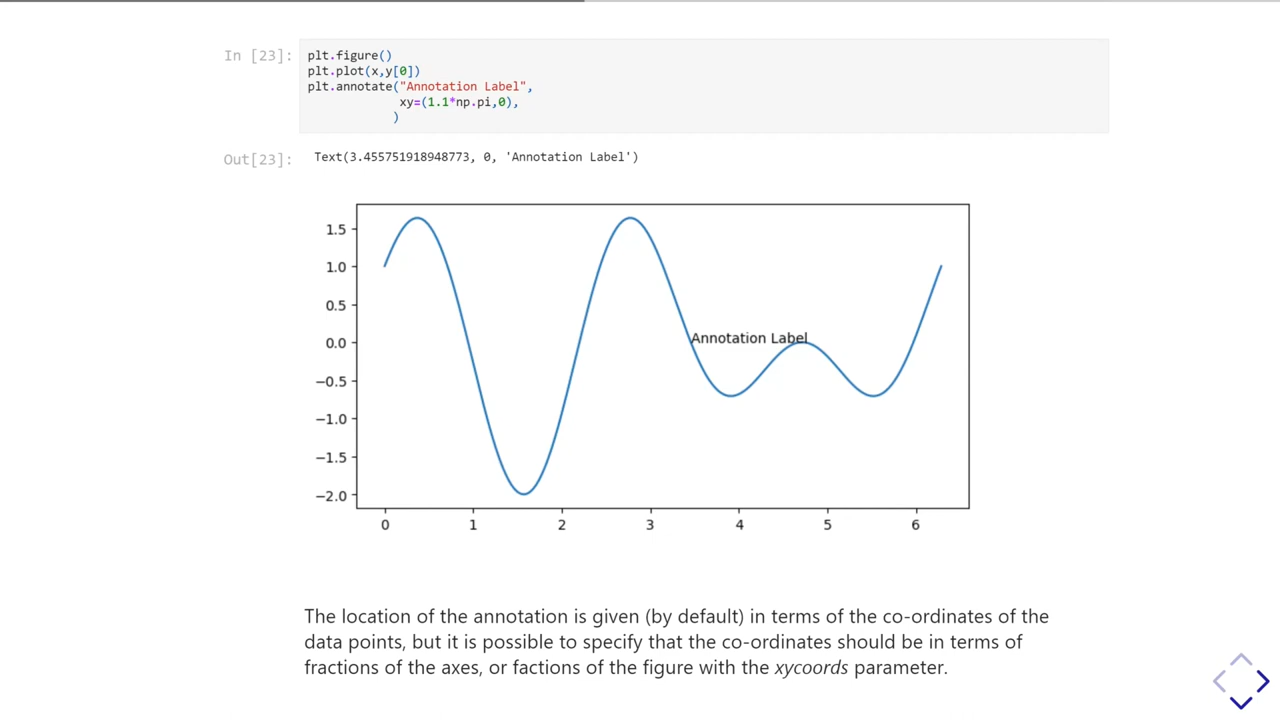 In [23]:
plt.figure()
plt.plot(x,y[0])
plt.annotate("Annotation Label",
xy=(1.1*np.pi,0),
)
Out[23]:
Text(3.455751918948773, 0, 'Annotation Label')
1.5
1.0
0.5
0.0
−0.5
−1.0
−1.5
−2.0
Annotation Label
0 1 2 3 4 5 6
The location of the annotation is given (by default) in terms of the co-ordinates of the
data points, but it is possible to specify that the co-ordinates should be in terms of
fractions of the axes, or factions of the figure with the xycoords parameter.